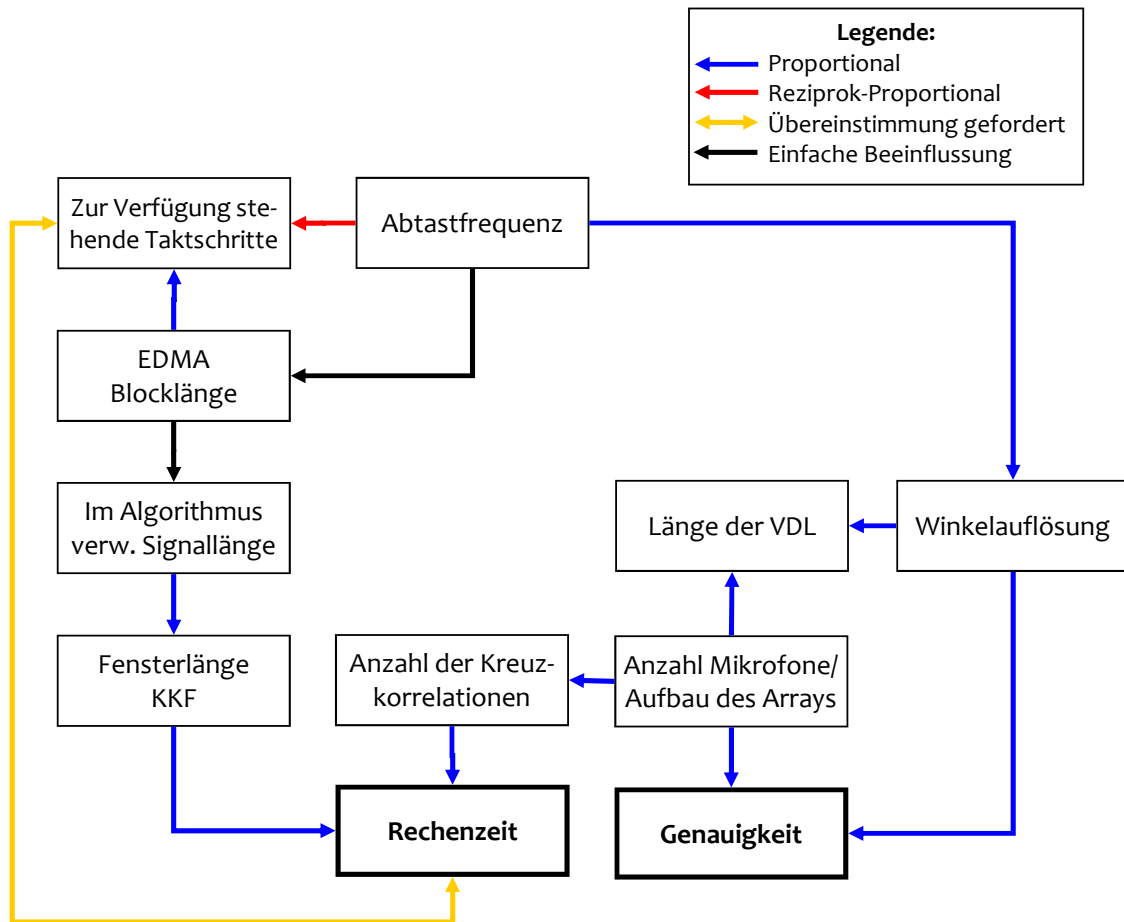 Legende:
Proportional
Reziprok-Proportional
Übereinstimmung gefordert
Einfache Beeinflussung
Zur Verfügung ste-
hende Taktschritte
Abtastfrequenz
EDMA
Blocklänge
Im Algorithmus
verw. Signallänge
Länge der VDL
Winkelauflösung
Fensterlänge
KKF
Anzahl der Kreuz-
korrelationen
Anzahl Mikrofone/
Aufbau des Arrays
Rechenzeit
Genauigkeit